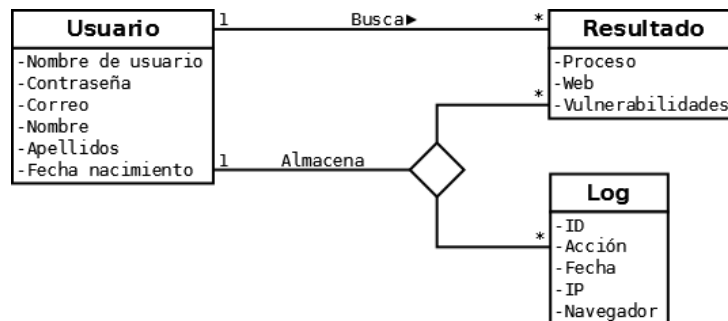 Usuario
-Nombre de usuario
-Contraseña
-Correo
-Nombre
-Apellidos
-Fecha nacimiento
1 Busca► *
Resultado
-Proceso
-Web
-Vulnerabilidades
*
1 Almacena
*
Log
-ID
-Acción
-Fecha
-IP
-Navegador